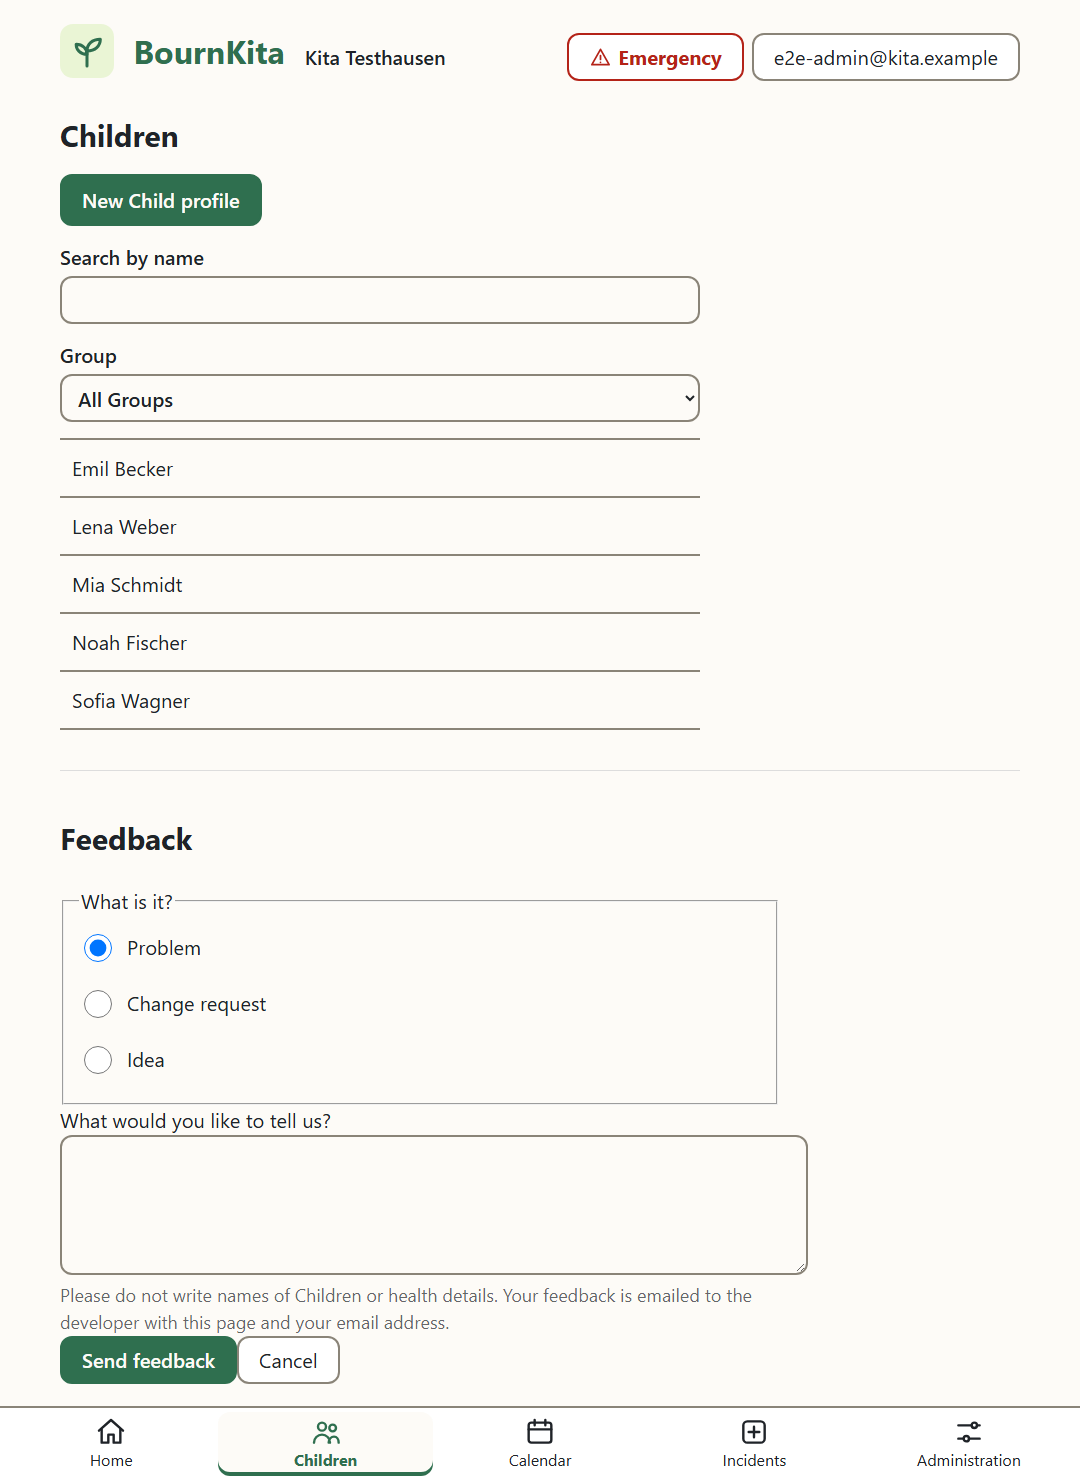 BournKita
Kita Testhausen
Emergency
e2e-admin@kita.example
Children
New Child profile
Search by name
Group
All Groups
Emil Becker
Lena Weber
Mia Schmidt
Noah Fischer
Sofia Wagner
Feedback
What is it?
Problem
Change request
Idea
What would you like to tell us?
Please do not write names of Children or health details. Your feedback is emailed to the
developer with this page and your email address.
Send feedback
Cancel
Home
Children
Calendar
Incidents
Administration